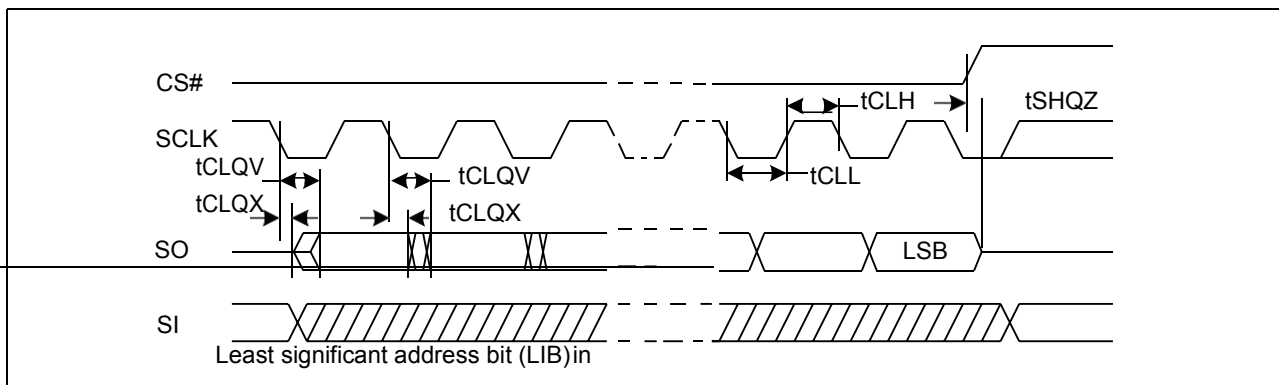 CS#
tCLH
tSHQZ
SCLK
tCLQV
tCLQV
tCLL
tCLQX
tCLQX
SO
LSB
SI
Least significant address bit (LIB)in